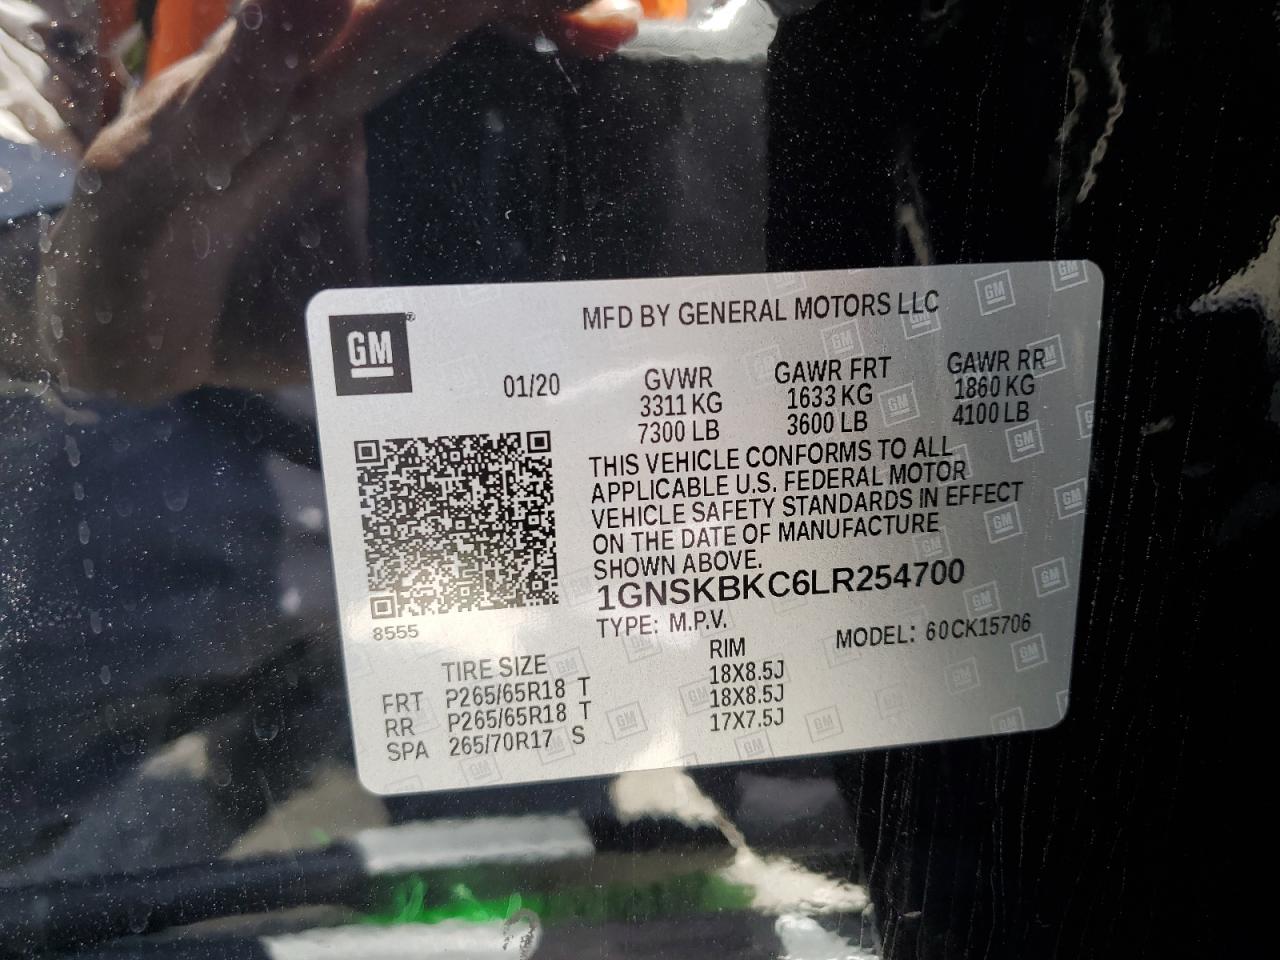 GM
MFD BY GENERAL MOTORS LLC
01/20
GVWR GAWR FRT GAWR RR
3311 KG 1633 KG 1860 KG
7300 LB 3600 LB 4100 LB
THIS VEHICLE CONFORMS TO ALL
APPLICABLE U.S. FEDERAL MOTOR
VEHICLE SAFETY STANDARDS IN EFFECT
ON THE DATE OF MANUFACTURE
SHOWN ABOVE.
1GNSKBKC6LR254700
8555
TYPE: M.P.V. MODEL: 60CK15706
TIRE SIZE RIM
FRT P265/65R18 T 18X8.5J
RR P265/65R18 T 18X8.5J
SPA 265/70R17 S 17X7.5J